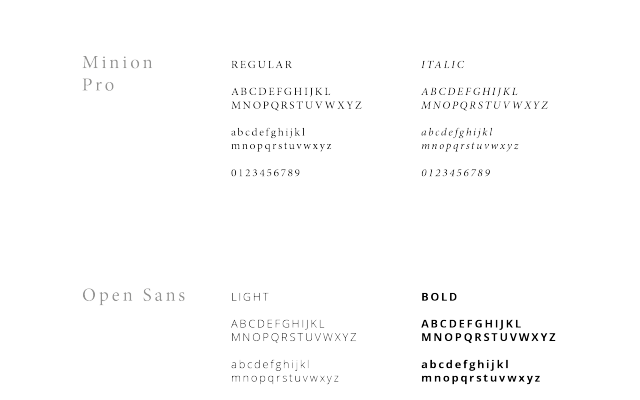 Minion
Pro
REGULAR
ABCDEFGHIJKL
MNOPQRSTUVWXYZ
abcdefghijkl
mnopqrstuvwxyz
0123456789
ITALIC
ABCDEFGHIJKL
MNOPQRSTUVWXYZ
abcdefghijkl
mnopqrstuvwxyz
0123456789
Open Sans
LIGHT
ABCDEFGHIJKL
MNOPQRSTUVWXYZ
abcdefghijkl
mnopqrstuvwxyz
BOLD
ABCDEFGHIJKL
MNOPQRSTUVWXYZ
abcdefghijkl
mnopqrstuvwxyz